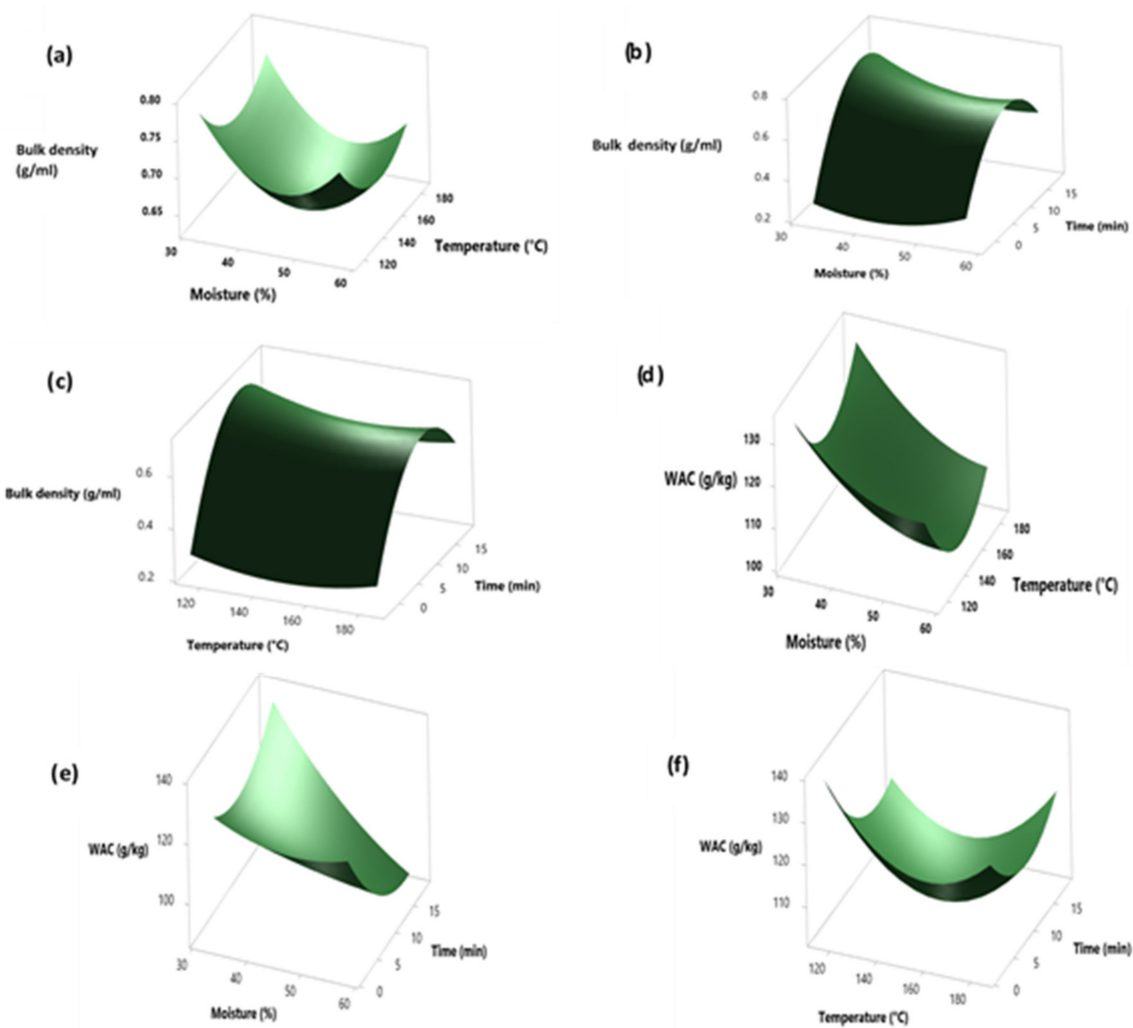 (a)
0.80
0.75
0.70
0.65
Bulk density
(g/ml)
30
40
50
60
Moisture (%)
120
140
160
180
Temperature (°C)
(b)
0.8
0.6
0.4
0.2
Bulk density (g/ml)
30
40
50
60
Moisture (%)
0
5
10
15
Time (min)
(c)
0.6
0.4
0.2
Bulk density (g/ml)
120
140
160
180
Temperature (°C)
0
5
10
15
Time (min)
(d)
130
120
110
100
WAC (g/kg)
30
40
50
60
Moisture (%)
120
140
160
180
Temperature (°C)
(e)
140
120
100
WAC (g/kg)
30
40
50
60
Moisture (%)
0
5
10
15
Time (min)
(f)
140
130
120
110
WAC (g/kg)
120
140
160
180
Temperature (°C)
0
5
10
15
Time (min)